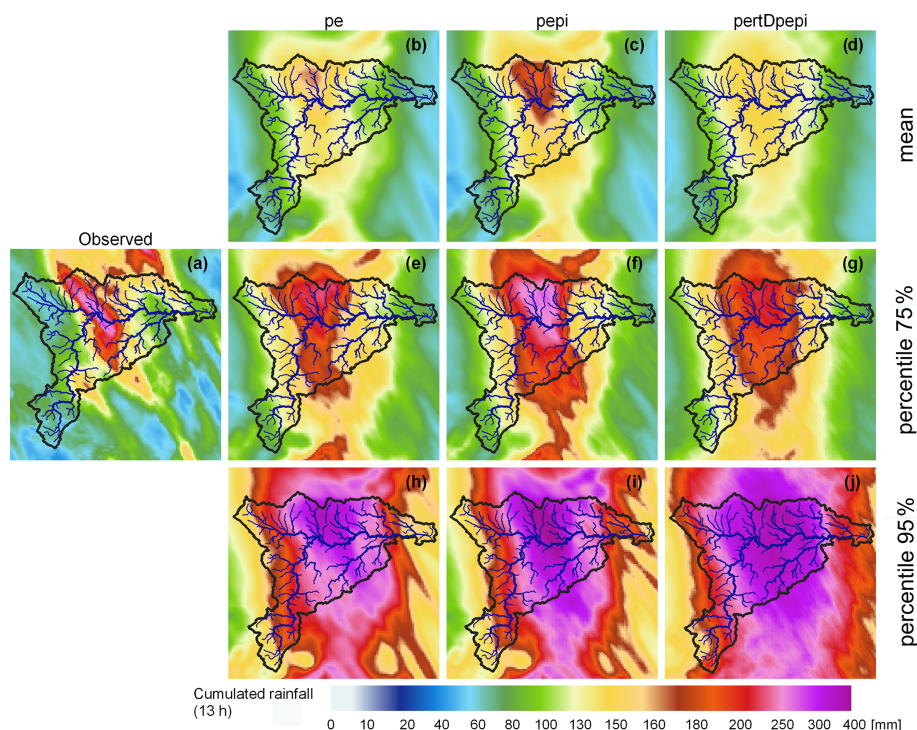 pe pepi pertDpepi
(b) (c) (d)
mean
Observed
(a) (e) (f) (g)
percentile 75%
(h) (i) (j)
percentile 95%
Cumulated rainfall
(13 h)
0 10 20 40 60 80 100 130 150 160 180 200 250 300 400 [mm]